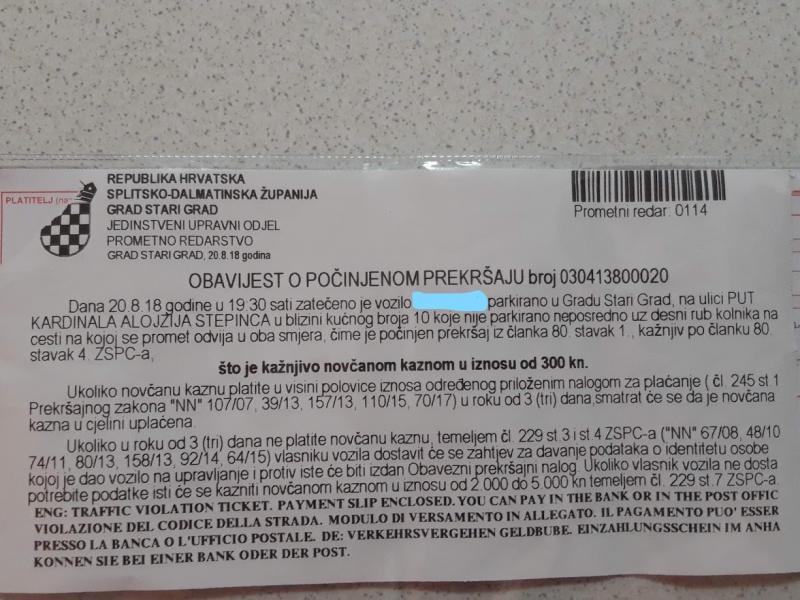 PLATITELJ (na
REPUBLIKA HRVATSKA
SPLITSKO-DALMATINSKA ŽUPANIJA
GRAD STARI GRAD
JEDINSTVENI UPRAVNI ODJEL
PROMETNO REDARSTVO
GRAD STARI GRAD, 20.8.18 godina
Prometni redar: 0114
OBAVIJEST O POČINJENOM PREKRŠAJU broj 030413800020
Dana 20.8.18 godine u 19:30 sati zatečeno je vozilo parkirano u Gradu Stari Grad, na ulici PUT
KARDINALA ALOJZIJA STEPINCA u blizini kućnog broja 10 koje nije parkirano neposredno uz desni rub kolnika na
cesti na kojoj se promet odvija u oba smjera, čime je počinjen prekršaj iz članka 80. stavak 1., kažnjiv po članku 80.
stavak 4. ZSPC-a,
što je kažnjivo novčanom kaznom u iznosu od 300 kn.
Ukoliko novčanu kaznu platite u visini polovice iznosa određenog priloženim nalogom za plaćanje ( čl. 245 st.1
Prekršajnog zakona "NN" 107/07, 39/13, 157/13, 110/15, 70/17) u roku od 3 (tri) dana,smatrat će se da je novčana
kazna u cjelini uplaćena.
Ukoliko u roku od 3 (tri) dana ne platite novčanu kaznu, temeljem čl. 229 st.3 i st.4 ZSPC-a ("NN" 67/08, 48/10
74/11, 80/13, 158/13, 92/14, 64/15) vlasniku vozila dostavit će se zahtjev za davanje podataka o identitetu osobe
kojoj je dao vozilo na upravljanje i protiv iste će biti izdan Obavezni prekršajni nalog. Ukoliko vlasnik vozila ne dosta
potrebite podatke isti će se kazniti novčanom kaznom u iznosu od 2.000 do 5.000 kn temeljem čl. 229 st.7 ZSPC-a.
ENG: TRAFFIC VIOLATION TICKET. PAYMENT SLIP ENCLOSED. YOU CAN PAY IN THE BANK OR IN THE POST OFFIC
VIOLAZIONE DEL CODICE DELLA STRADA. MODULO DI VERSAMENTO IN ALLEGATO. IL PAGAMENTO PUO' ESSER
PRESSO LA BANCA O L'UFFICIO POSTALE. DE: VERKEHRSVERGEHEN GELDBUBE. EINZAHLUNGSSCHEIN IM ANHA
KONNEN SIE BEI EINER BANK ODER DER POST.